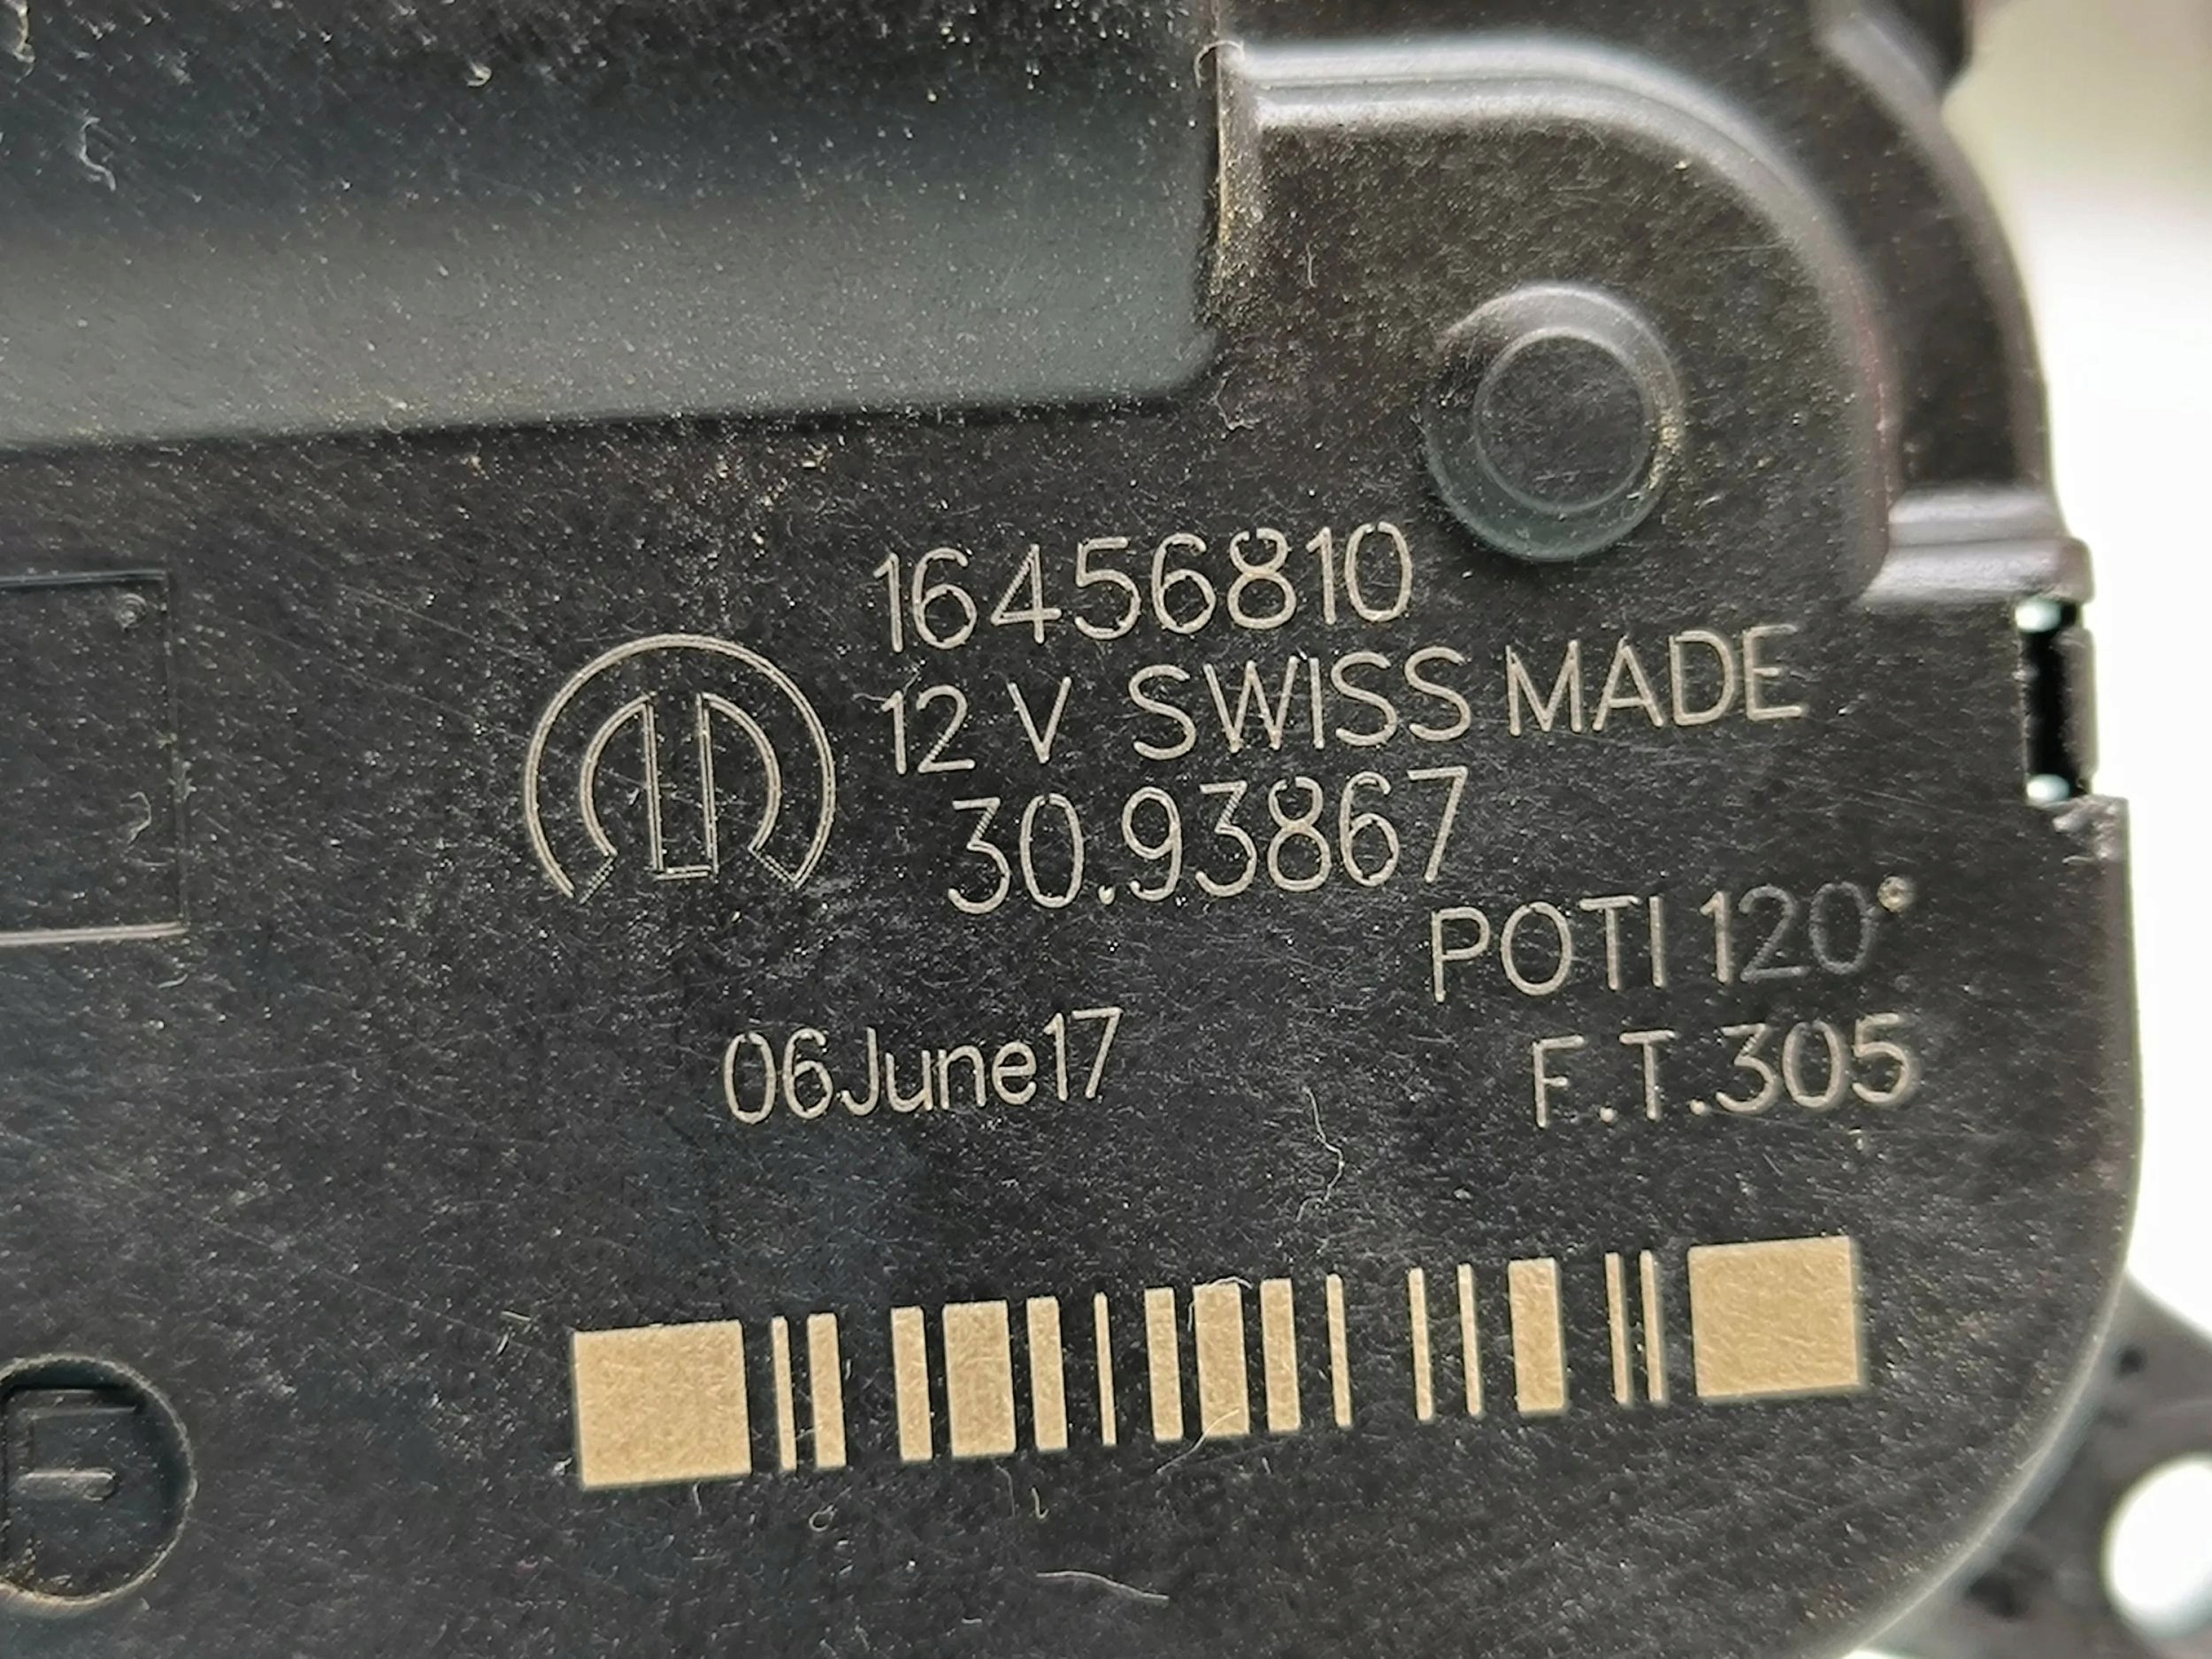 16456810
12 V SWISS MADE
30.93867
POTI 120°
06June17
F.T.305